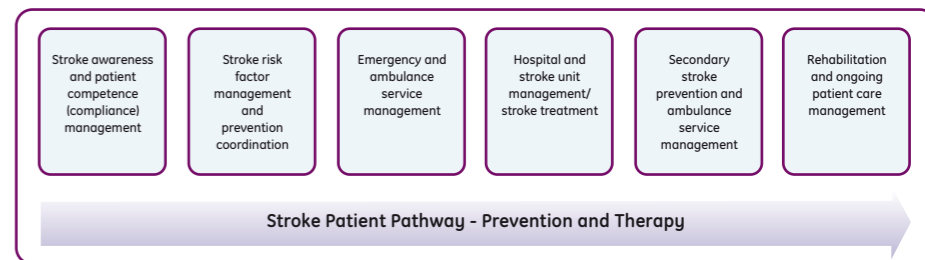 Stroke awareness
and patient
competence
(compliance)
management
Stroke risk
factor
management
and
prevention
coordination
Emergency and
ambulance
service
management
Hospital and
stroke unit
management/
stroke treatment
Secondary
stroke
prevention and
ambulance
service
management
Rehabilitation
and ongoing
patient care
management
Stroke Patient Pathway - Prevention and Therapy